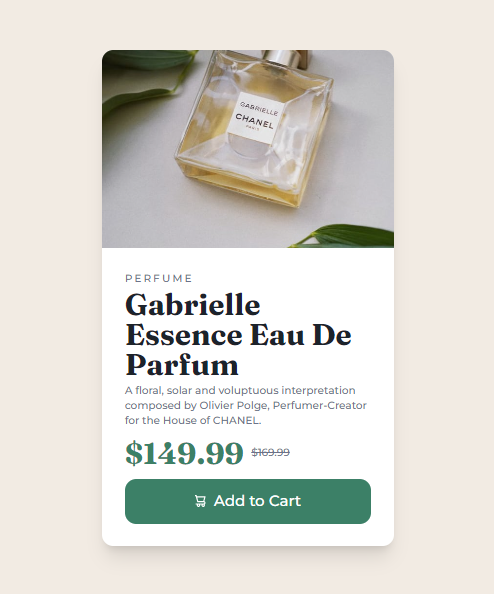 GABRIELLE
CHANEL
PARIS
PERFUME
Gabrielle
Essence Eau De
Parfum
A floral, solar and voluptuous interpretation
composed by Olivier Polge, Perfumer-Creator
for the House of CHANEL.
$149.99 $169.99
Add to Cart